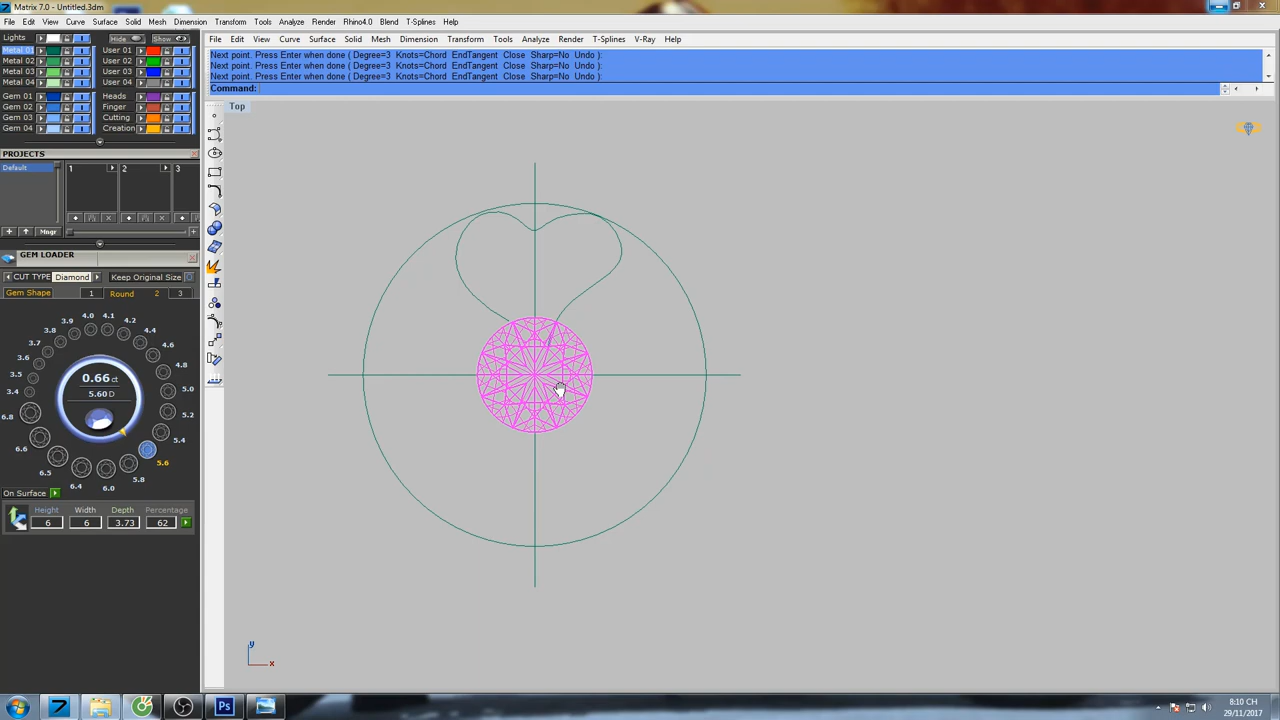 Matrix 7.0 - Untitled.3dm
File Edit View Curve Surface Solid Mesh Dimension Transform Tools Analyze Render Rhino4.0 Blend T-Splines Help
Lights Hide Show
Metal 01 User 01
Metal 02 User 02
Metal 03 User 03
Metal 04 User 04
Gem 01 Heads
Gem 02 Finger
Gem 03 Cutting
Gem 04 Creation
PROJECTS
Default 1 2 3
Mngr
GEM LOADER
CUT TYPE Diamond Keep Original Size
Gem Shape 1 Round 2 3
4.0 4.1
3.9 4.2
3.8 4.4
3.7 4.6
3.6 4.8
3.5 5.0
3.4 5.2
6.8 5.4
6.6 5.6
6.5 5.8
6.4 6.0
0.66 ct
5.60 D
On Surface
Height Width Depth Percentage
6 6 3.73 62
File Edit View Curve Surface Solid Mesh Dimension Transform Tools Analyze Render T-Splines V-Ray Help
Next point. Press Enter when done ( Degree=3 Knots=Chord EndTangent Close Sharp=No Undo ):
Next point. Press Enter when done ( Degree=3 Knots=Chord EndTangent Close Sharp=No Undo ):
Next point. Press Enter when done ( Degree=3 Knots=Chord EndTangent Close Sharp=No Undo ):
Command:
Top
y
x
Ps
8:10 CH
29/11/2017